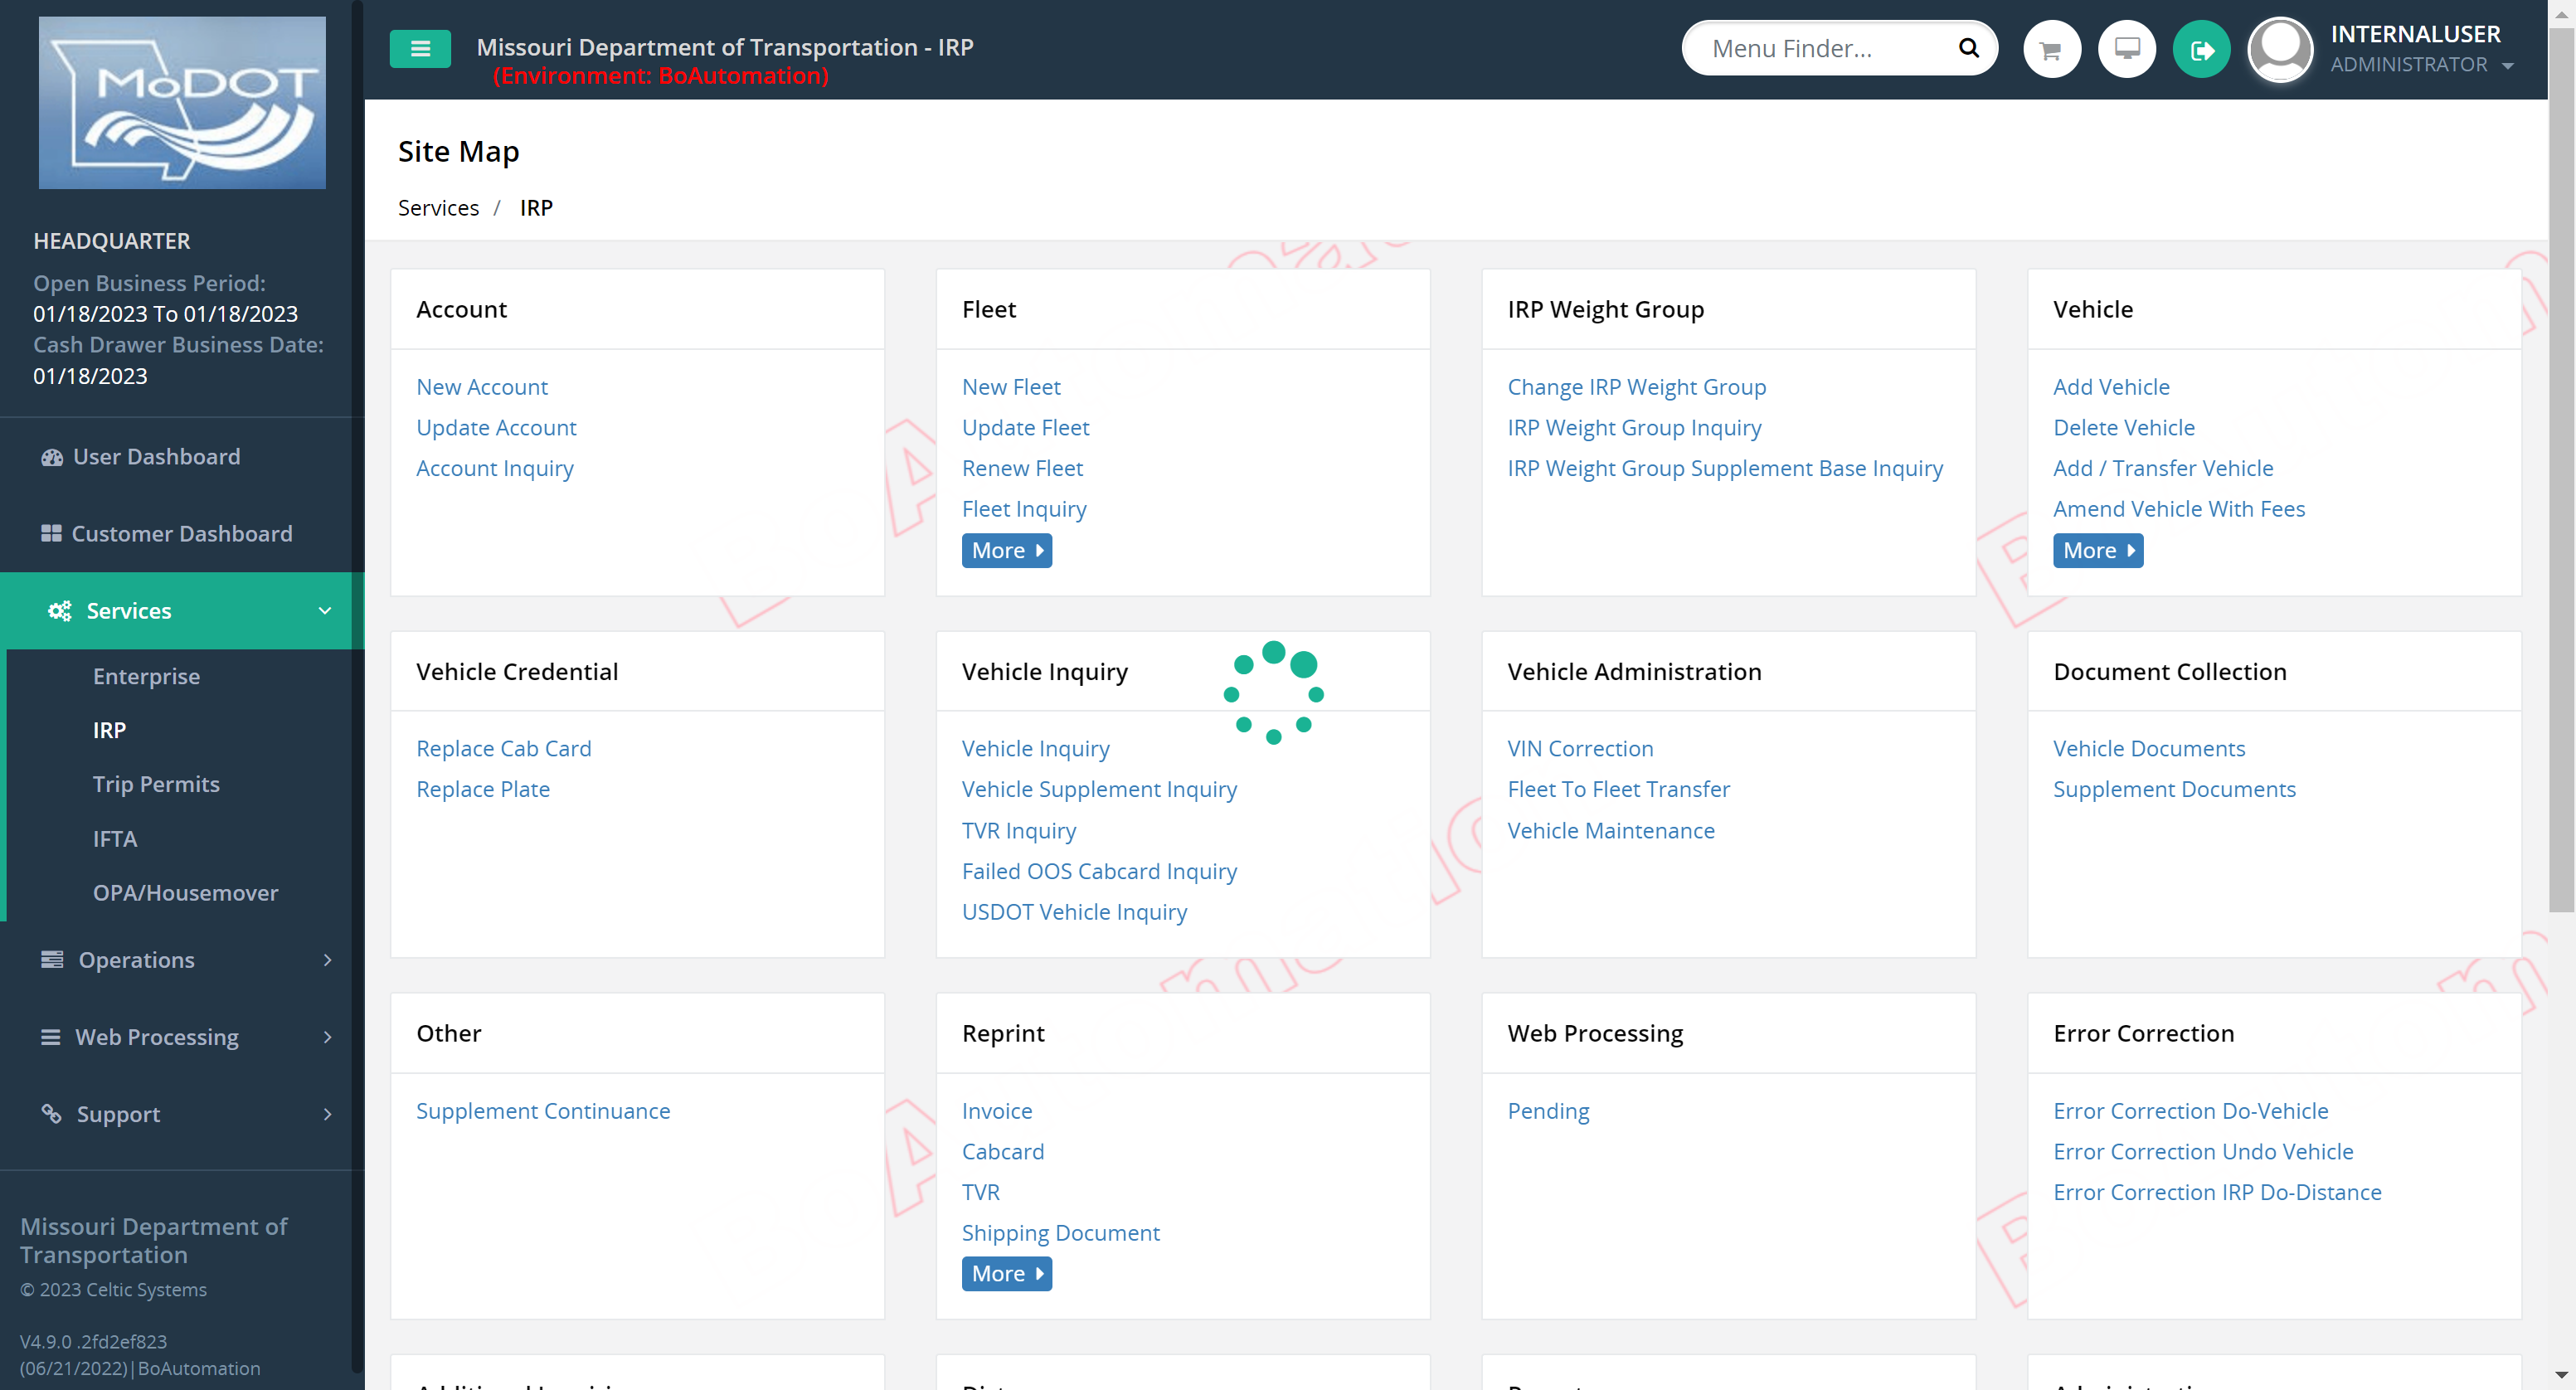 MoDOT
Missouri Department of Transportation - IRP
(Environment: BoAutomation)
Menu Finder...
INTERNALUSER
ADMINISTRATOR
HEADQUARTER
Open Business Period:
01/18/2023 To 01/18/2023
Cash Drawer Business Date:
01/18/2023
User Dashboard
Customer Dashboard
Services
Enterprise
IRP
Trip Permits
IFTA
OPA/Housemover
Operations
Web Processing
Support
Missouri Department of
Transportation
© 2023 Celtic Systems
V4.9.0 .2fd2ef823
(06/21/2022)|BoAutomation
Site Map
Services / IRP
Account
New Account
Update Account
Account Inquiry
Fleet
New Fleet
Update Fleet
Renew Fleet
Fleet Inquiry
More
IRP Weight Group
Change IRP Weight Group
IRP Weight Group Inquiry
IRP Weight Group Supplement Base Inquiry
Vehicle
Add Vehicle
Delete Vehicle
Add / Transfer Vehicle
Amend Vehicle With Fees
More
Vehicle Credential
Replace Cab Card
Replace Plate
Vehicle Inquiry
Vehicle Inquiry
Vehicle Supplement Inquiry
TVR Inquiry
Failed OOS Cabcard Inquiry
USDOT Vehicle Inquiry
Vehicle Administration
VIN Correction
Fleet To Fleet Transfer
Vehicle Maintenance
Document Collection
Vehicle Documents
Supplement Documents
Other
Supplement Continuance
Reprint
Invoice
Cabcard
TVR
Shipping Document
More
Web Processing
Pending
Error Correction
Error Correction Do-Vehicle
Error Correction Undo Vehicle
Error Correction IRP Do-Distance